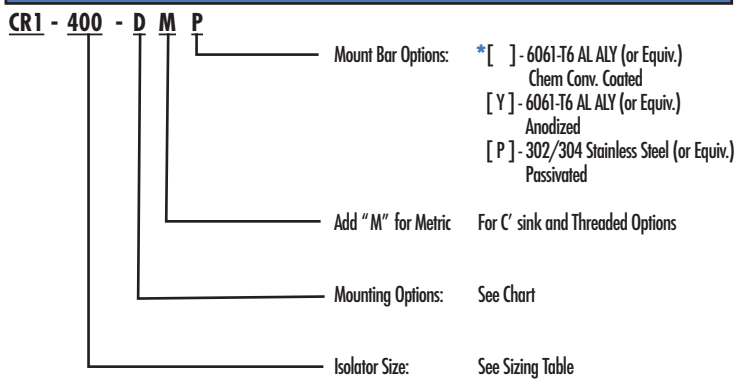 CR1 - 400 - D M P
Mount Bar Options: *[ ] - 6061-T6 AL ALY (or Equiv.)
Chem Conv. Coated
[ Y ] - 6061-T6 AL ALY (or Equiv.)
Anodized
[ P ] - 302/304 Stainless Steel (or Equiv.)
Passivated
Add "M" for Metric For C' sink and Threaded Options
Mounting Options: See Chart
Isolator Size: See Sizing Table